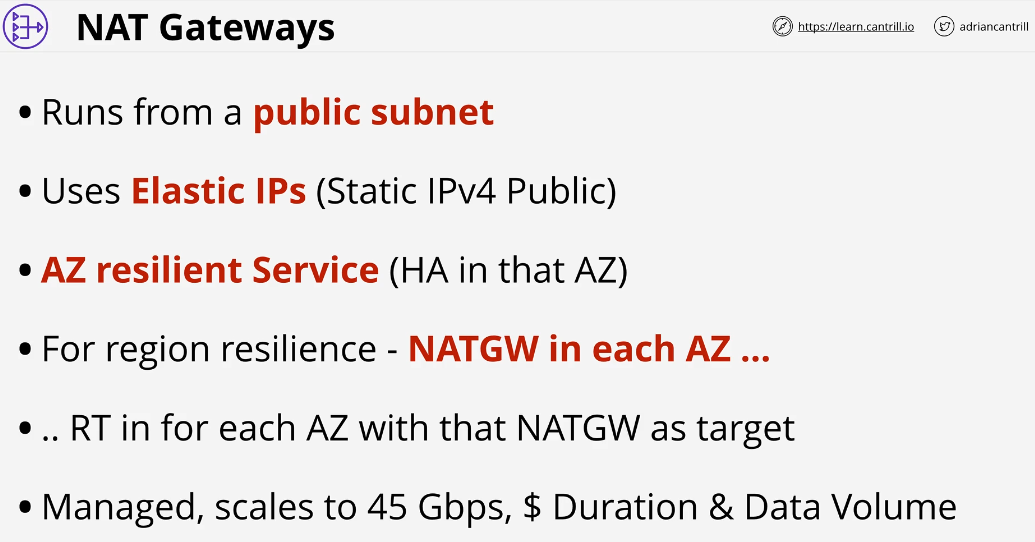 NAT Gateways
https://learn.cantrill.io
adriancantrill
• Runs from a public subnet
• Uses Elastic IPs (Static IPv4 Public)
• AZ resilient Service (HA in that AZ)
• For region resilience - NATGW in each AZ ...
• .. RT in for each AZ with that NATGW as target
• Managed, scales to 45 Gbps, $ Duration & Data Volume